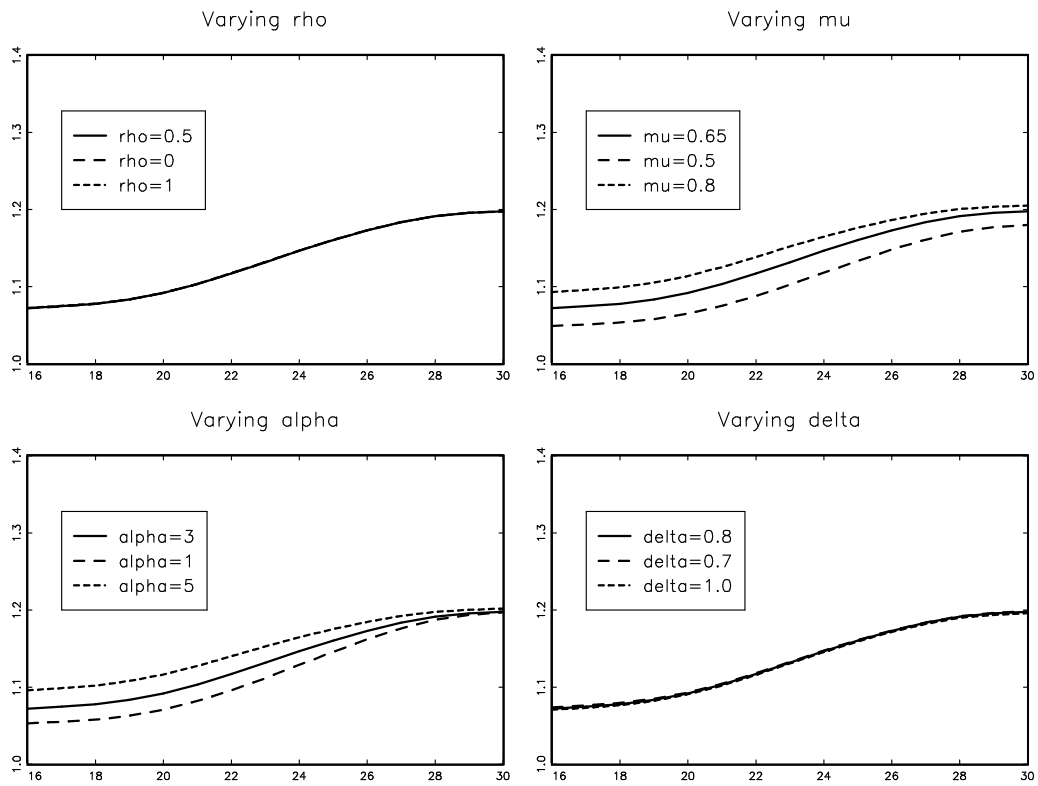 Varying rho
1.4
1.3
1.2
1.1
1.0
rho=0.5
rho=0
rho=1
16 18 20 22 24 26 28 30
Varying mu
1.4
1.3
1.2
1.1
1.0
mu=0.65
mu=0.5
mu=0.8
16 18 20 22 24 26 28 30
Varying alpha
1.4
1.3
1.2
1.1
1.0
alpha=3
alpha=1
alpha=5
16 18 20 22 24 26 28 30
Varying delta
1.4
1.3
1.2
1.1
1.0
delta=0.8
delta=0.7
delta=1.0
16 18 20 22 24 26 28 30